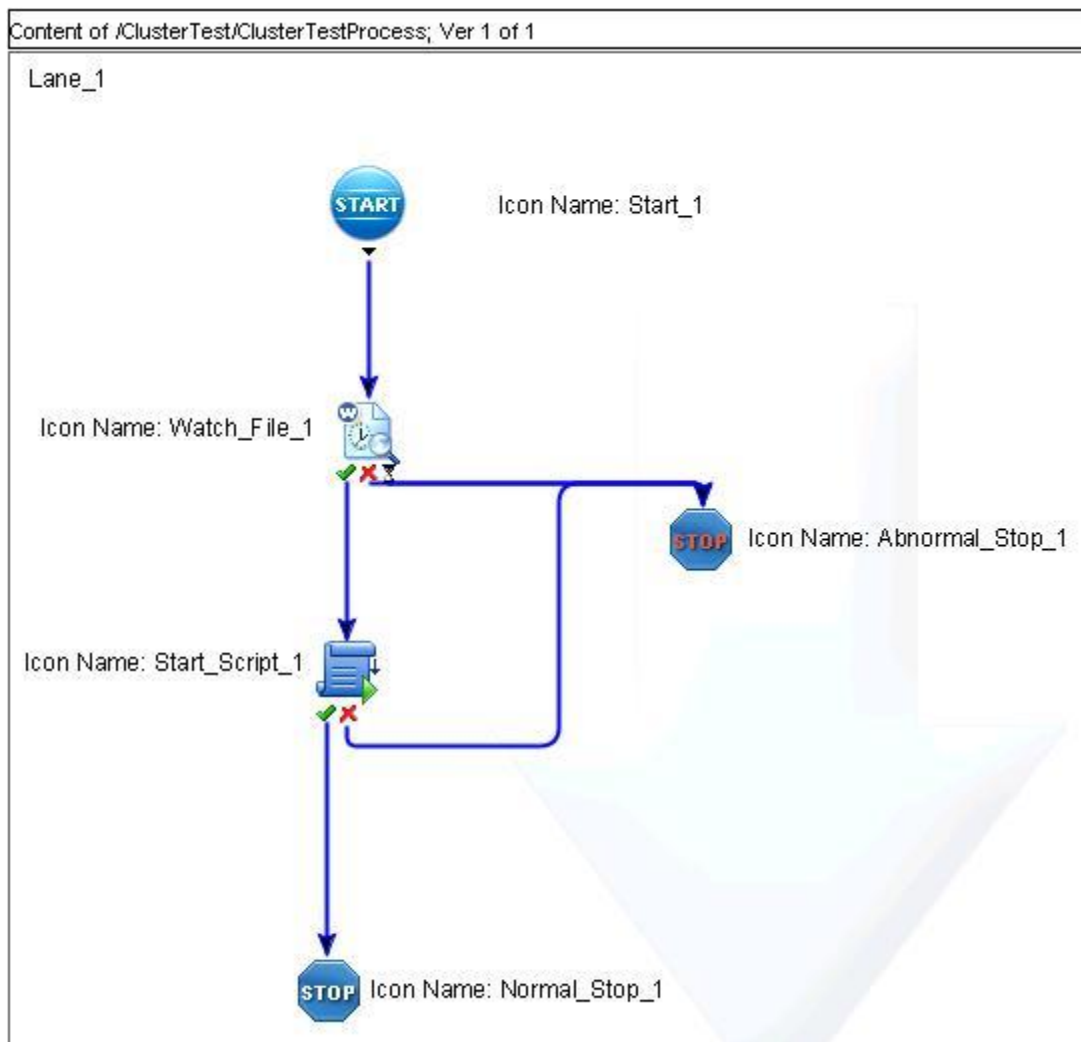 Content of /ClusterTest/ClusterTestProcess; Ver 1 of 1
Lane_1
START
Icon Name: Start_1
Icon Name: Watch_File_1
W
STOP
Icon Name: Abnormal_Stop_1
Icon Name: Start_Script_1
STOP
Icon Name: Normal_Stop_1